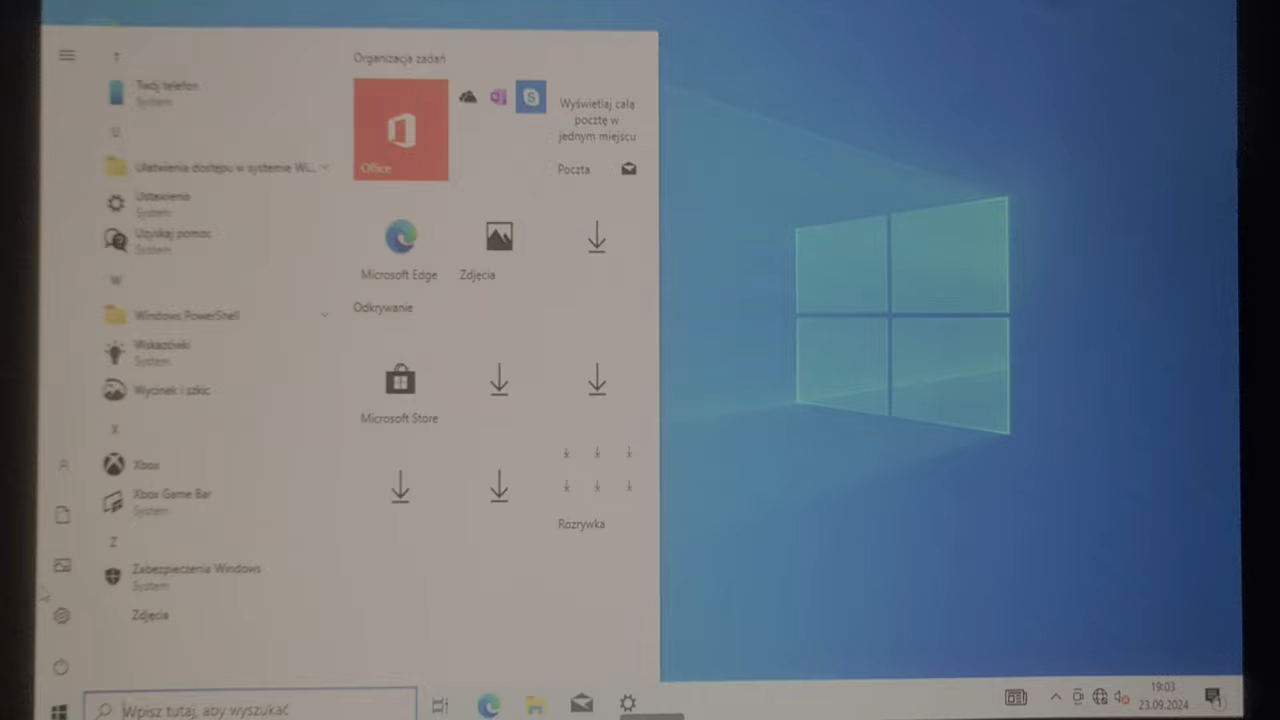 T
Twój telefon
System
U
Ułatwienia dostępu w systemie Wi...
Ustawienia
System
Uzyskaj pomoc
System
W
Windows PowerShell
Wskazówki
System
Wycinek i szkic
X
Xbox
Xbox Game Bar
System
Z
Zabezpieczenia Windows
System
Zdjęcia
Organizacja zadań
Office
Wyświetlaj całą
pocztę w
jednym miejscu
Poczta
Microsoft Edge
Zdjęcia
Odkrywanie
Microsoft Store
Rozrywka
Wpisz tutaj, aby wyszukać
19:03
23.09.2024
1